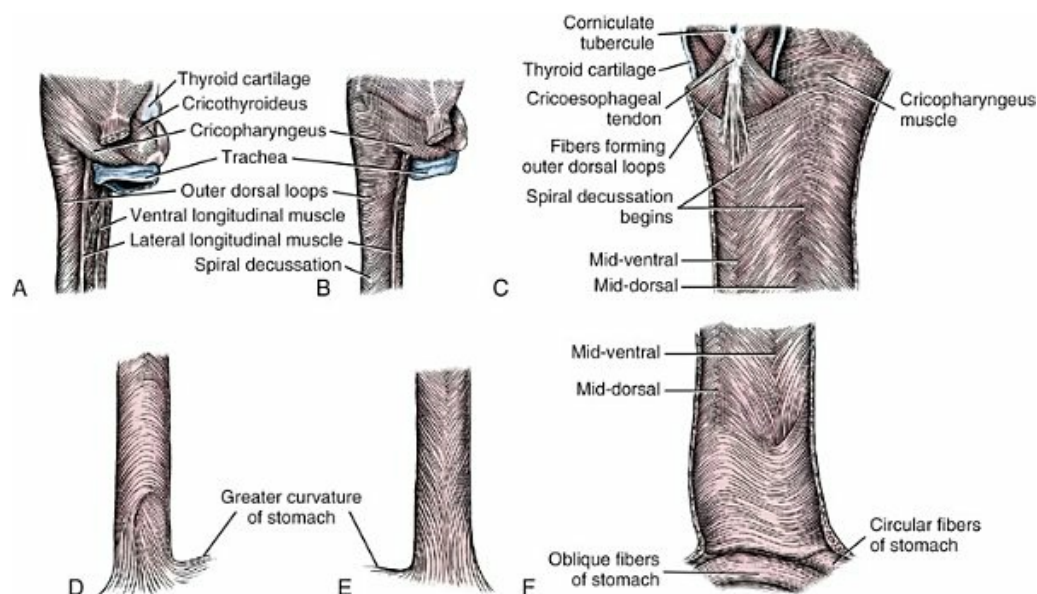 Thyroid cartilage
Cricothyroideus
Cricopharyngeus
Trachea
Outer dorsal loops
Ventral longitudinal muscle
Lateral longitudinal muscle
Spiral decussation
A
B
Corniculate
tubercule
Thyroid cartilage
Cricoesophageal
tendon
Fibers forming
outer dorsal loops
Spiral decussation
begins
Mid-ventral
Mid-dorsal
Cricopharyngeus
muscle
C
Greater curvature
of stomach
D
E
Mid-ventral
Mid-dorsal
Circular fibers
of stomach
Oblique fibers
of stomach
F